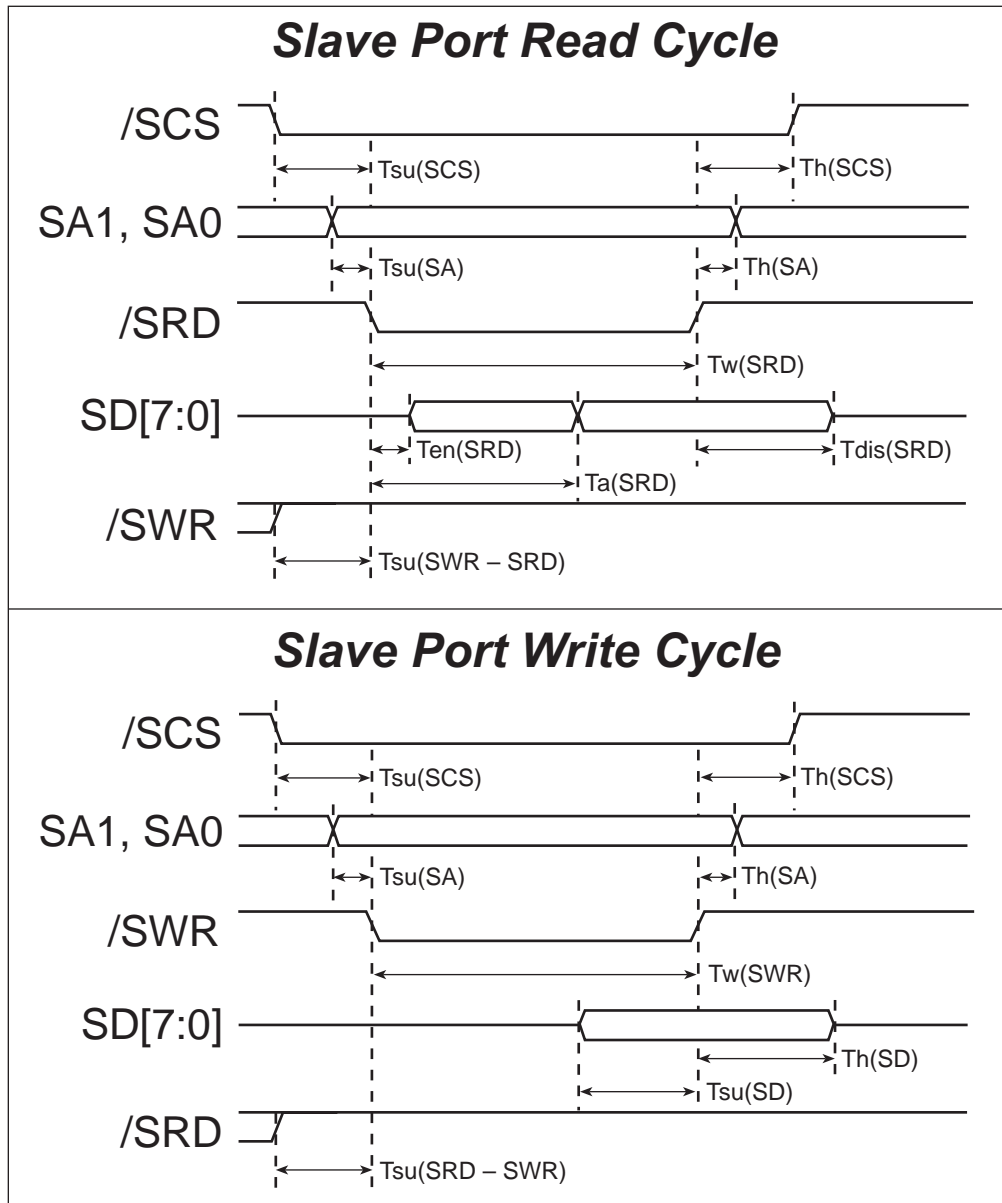 Slave Port Read Cycle
/SCS
Tsu(SCS)
Th(SCS)
SA1, SA0
Tsu(SA)
Th(SA)
/SRD
Tw(SRD)
SD[7:0]
Ten(SRD)
Tdis(SRD)
Ta(SRD)
/SWR
Tsu(SWR – SRD)
Slave Port Write Cycle
/SCS
Tsu(SCS)
Th(SCS)
SA1, SA0
Tsu(SA)
Th(SA)
/SWR
Tw(SWR)
SD[7:0]
Th(SD)
Tsu(SD)
/SRD
Tsu(SRD – SWR)